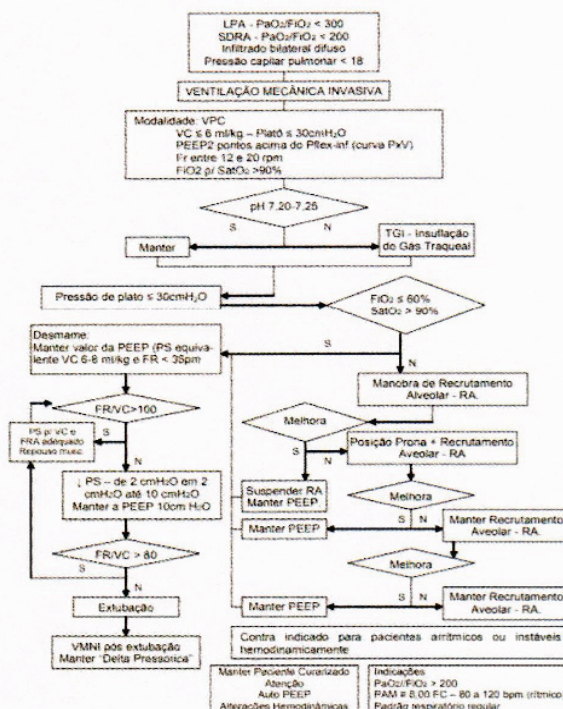 LPA - PaO₂/FiO₂ < 300
SDRA - PaO₂/FiO₂ < 200
Infiltrado bilateral difuso
Pressão capilar pulmonar < 18
VENTILAÇÃO MECÂNICA INVASIVA
Modalidade: VPC
VC ≤ 6 ml/kg – Platô ≤ 30cmH₂O
PEEP2 pontos acima do Pflex-inf (curva PxV)
Fr entre 12 e 20 rpm
FiO2 p/ SatO₂ >90%
pH 7,20-7,25
S
N
Manter
TGI - Insuflação
do Gás Traqueal
Pressão de plato ≤ 30cmH₂O
FiO₂ ≤ 60%
SatO₂ > 90%
S
N
Desmame:
Manter valor da PEEP (PS equiva-
lente VC 6-8 ml/kg e FR < 35pm
FR/VC>100
S
N
PS p/ VC e
FRA adequado
Repouso musc.
↓ PS – de 2 cmH₂O em 2
cmH₂O até 10 cmH₂O
Manter a PEEP 10cm H₂O
FR/VC > 80
S
N
Extubação
VMNI pós extubação
Manter "Delta Pressórica"
Manobra de Recrutamento
Alveolar - RA.
Melhora
S
N
Posição Prona + Recrutamento
Alveolar - RA
Suspender RA
Manter PEEP
Melhora
S
N
Manter PEEP
Manter Recrutamento
Alveolar - RA.
Melhora
S
N
Manter PEEP
Manter Recrutamento
Alveolar - RA.
Contra indicado para pacientes arrítmicos ou instáveis
hemodinamicamente
Manter Paciente Curarizado
Atenção
Auto PEEP
Alterações Hemodinâmicas
Indicações
PaO₂/FiO₂ > 200
FC – 80 a 120 bpm (rítmico)
Padrão respiratório regular